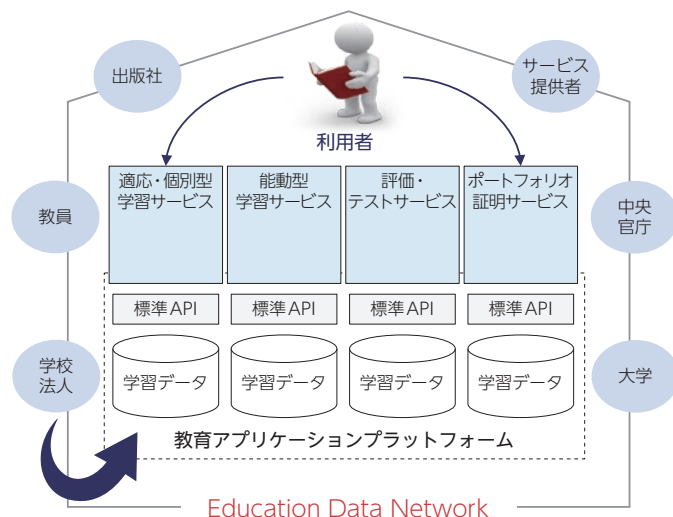 出版社
サービス
提供者
利用者
適応・個別型
学習サービス
能動型
学習サービス
評価・
テストサービス
ポートフォリオ
証明サービス
教員
中央
官庁
標準API
標準API
標準API
標準API
学校
法人
学習データ
学習データ
学習データ
学習データ
大学
教育アプリケーションプラットフォーム
Education Data Network